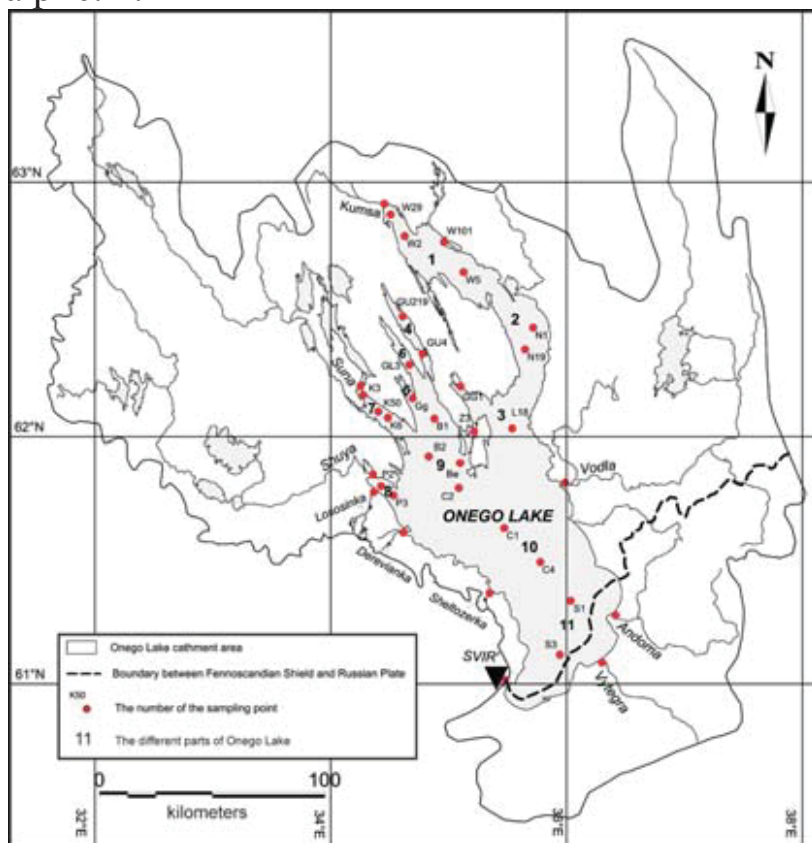 N
63°N
Kumsa
W29
W2
W101
1
W5
GU219
4
2
N1
N19
GU4
6
GL3
Suna
K3
7
K50
K6
Gg
GG1
B1
Z3
3
L18
62°N
B2
9
Be
Vodla
Shuya
8
P3
Lososinka
C2
ONEGO LAKE
C1
10
Derevianka
C4
Sheltozerka
S1
11
Andoma
S3
SVIR'
Vytegra
61°N
Onego Lake cathment area
Boundary between Fennoscandian Shield and Russian Plate
K50
The number of the sampling point
11
The different parts of Onego Lake
0
100
kilometers
32°E
34°E
36°E
38°E